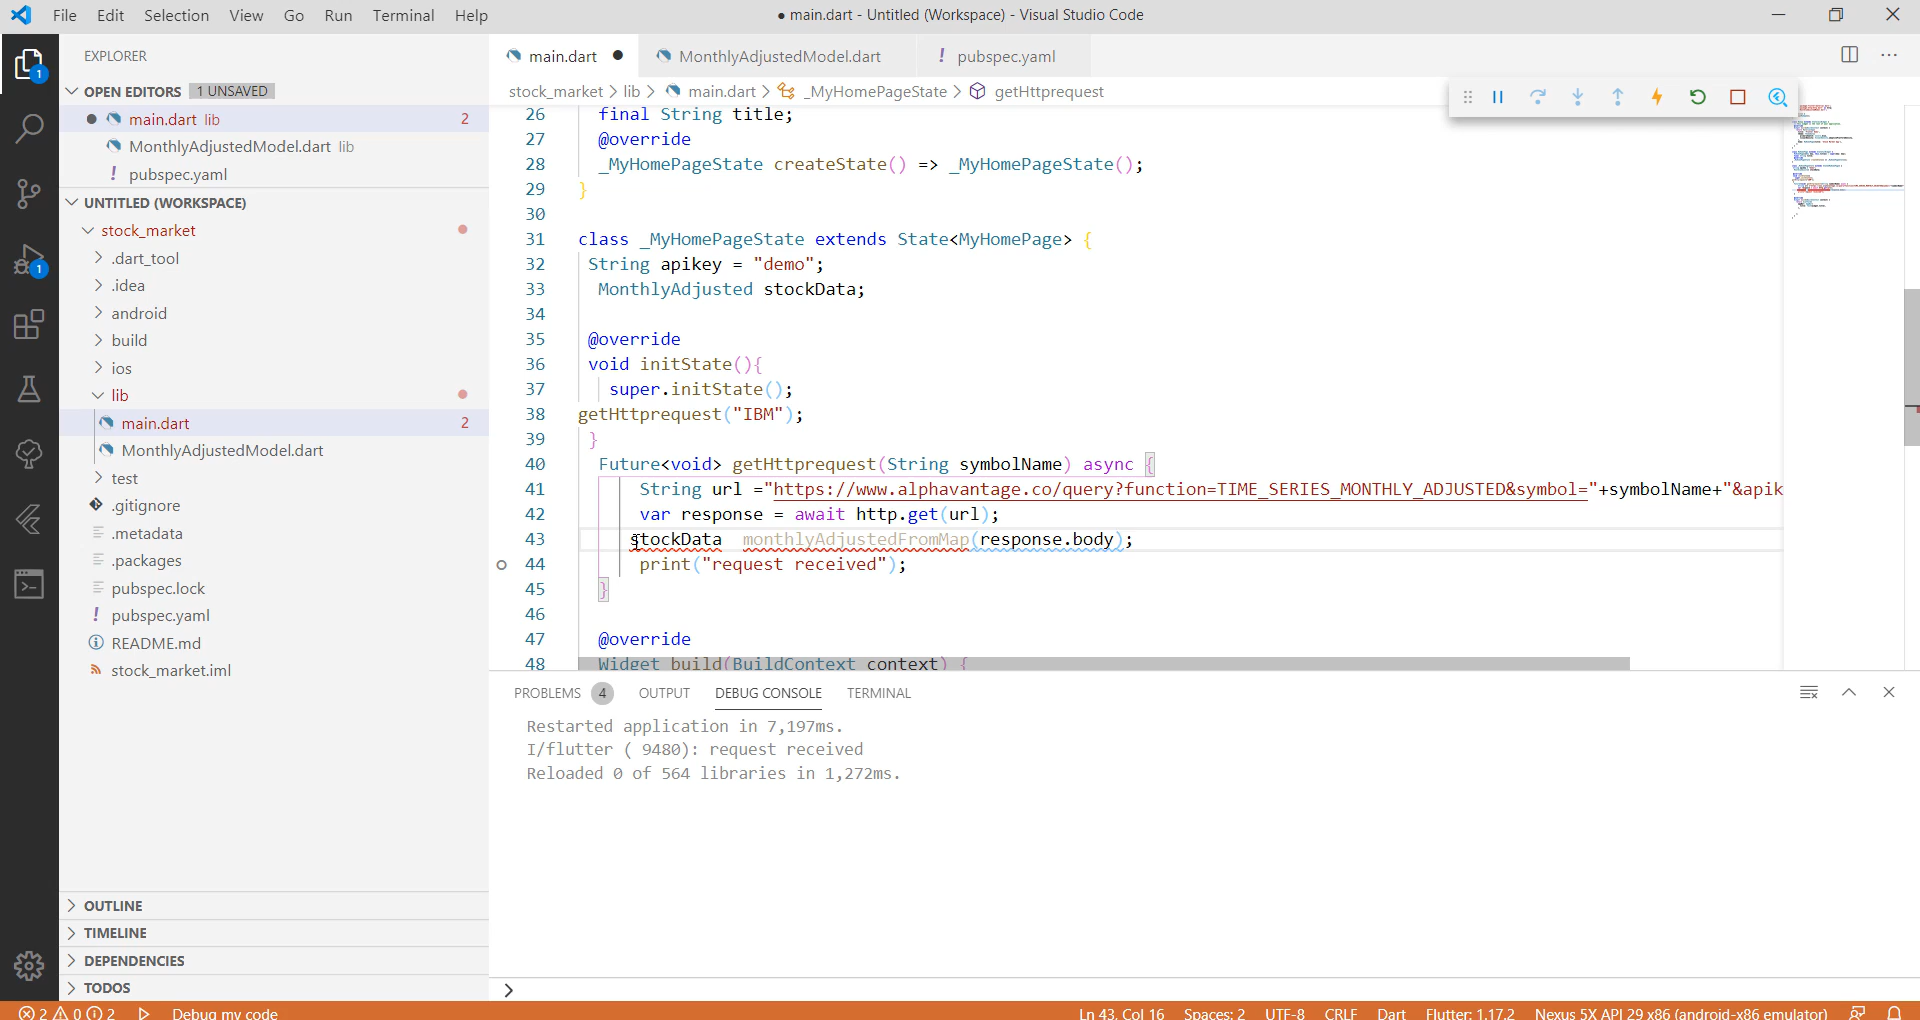 File Edit Selection View Go Run Terminal Help
● main.dart - Untitled (Workspace) - Visual Studio Code
EXPLORER
OPEN EDITORS 1 UNSAVED
main.dart lib 2
MonthlyAdjustedModel.dart lib
! pubspec.yaml
UNTITLED (WORKSPACE)
stock_market
.dart_tool
.idea
android
build
ios
lib
main.dart 2
MonthlyAdjustedModel.dart
test
.gitignore
.metadata
.packages
pubspec.lock
! pubspec.yaml
README.md
stock_market.iml
OUTLINE
TIMELINE
DEPENDENCIES
TODOS
1
1
main.dart ●
MonthlyAdjustedModel.dart
! pubspec.yaml
stock_market > lib > main.dart > _MyHomePageState > getHttprequest
26 final String title;
27 @override
28 _MyHomePageState createState() => _MyHomePageState();
29 }
30
31 class _MyHomePageState extends State<MyHomePage> {
32 String apikey = "demo";
33 MonthlyAdjusted stockData;
34
35 @override
36 void initState(){
37 super.initState();
38 getHttprequest("IBM");
39 }
40 Future<void> getHttprequest(String symbolName) async {
41 String url ="https://www.alphavantage.co/query?function=TIME_SERIES_MONTHLY_ADJUSTED&symbol="+symbolName+"&apik
42 var response = await http.get(url);
43 stockData monthlyAdjustedFromMap(response.body);
44 print("request received");
45 }
46
47 @override
48 Widget build(BuildContext context) {
PROBLEMS 4 OUTPUT DEBUG CONSOLE TERMINAL
Restarted application in 7,197ms.
I/flutter ( 9480): request received
Reloaded 0 of 564 libraries in 1,272ms.
>
2 0 2 Debug my code
Ln 43, Col 16 Spaces: 2 UTF-8 CRLF Dart Flutter: 1.17.2 Nexus 5X API 29 x86 (android-x86 emulator)